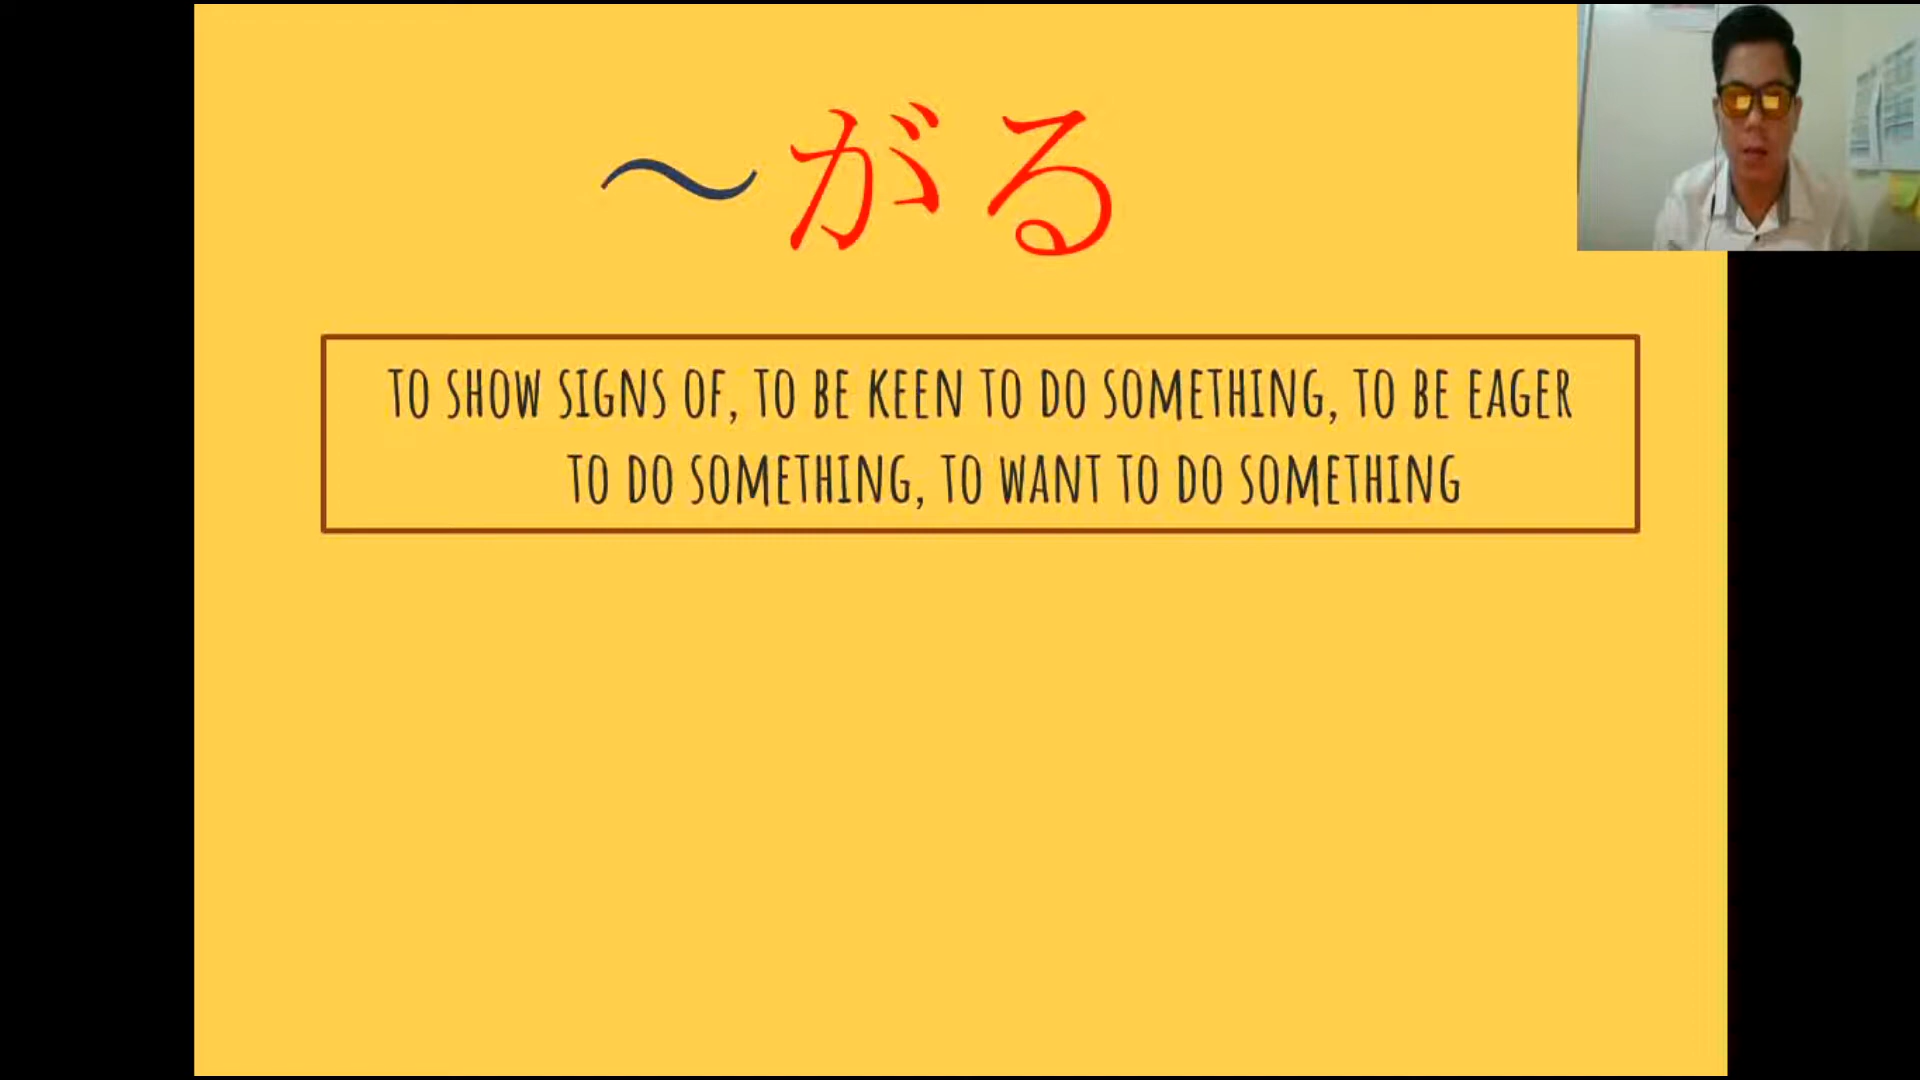 ～がる
TO SHOW SIGNS OF, TO BE KEEN TO DO SOMETHING, TO BE EAGER
TO DO SOMETHING, TO WANT TO DO SOMETHING